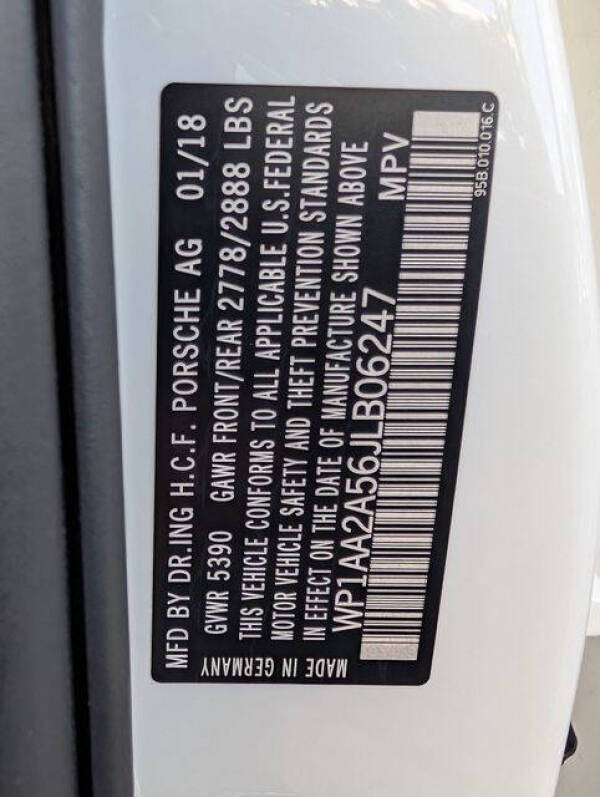 MFD BY DR.ING H.C.F. PORSCHE AG 01/18
GVWR 5390 GAWR FRONT/REAR 2778/2888 LBS
THIS VEHICLE CONFORMS TO ALL APPLICABLE U.S.FEDERAL
MOTOR VEHICLE SAFETY AND THEFT PREVENTION STANDARDS
IN EFFECT ON THE DATE OF MANUFACTURE SHOWN ABOVE
WP1AA2A56JLB06247 MPV
MADE IN GERMANY
95B.010.016.C